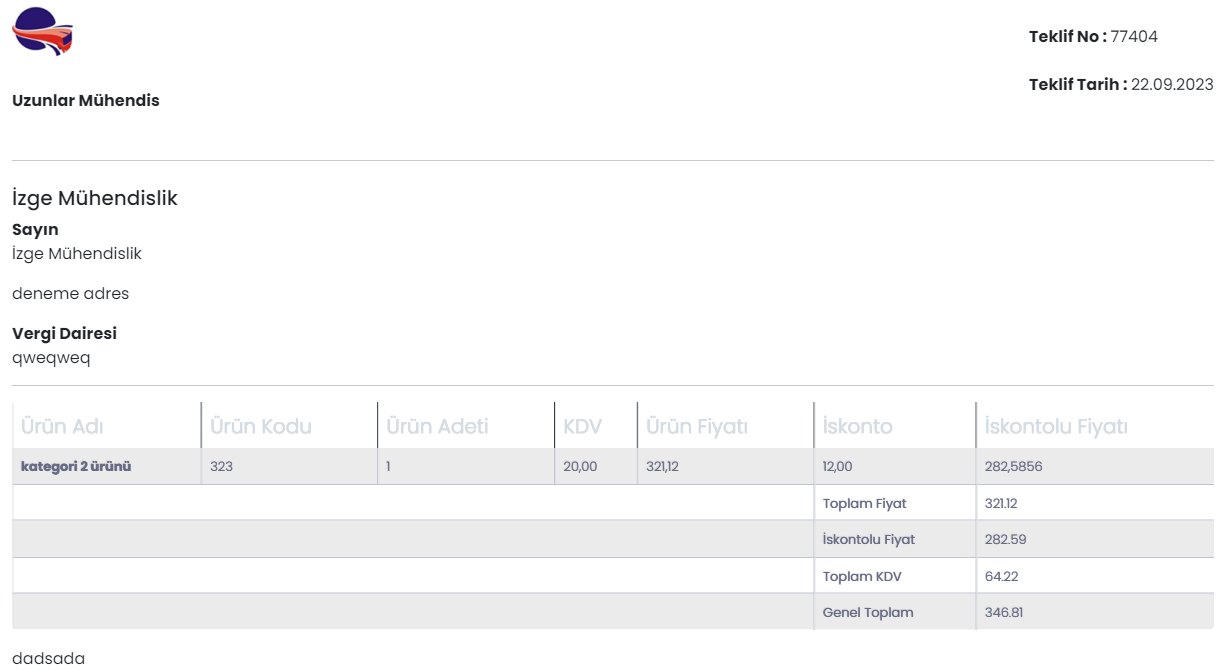 Teklif No : 77404
Teklif Tarih : 22.09.2023
Uzunlar Mühendis
İzge Mühendislik
Sayın
İzge Mühendislik
deneme adres
Vergi Dairesi
qweqweq
Ürün Adı Ürün Kodu Ürün Adeti KDV Ürün Fiyatı İskonto İskontolu Fiyatı
kategori 2 ürünü 323 1 20,00 321,12 12,00 282,5856
Toplam Fiyat 321.12
İskontolu Fiyat 282.59
Toplam KDV 64.22
Genel Toplam 346.81
dadsada